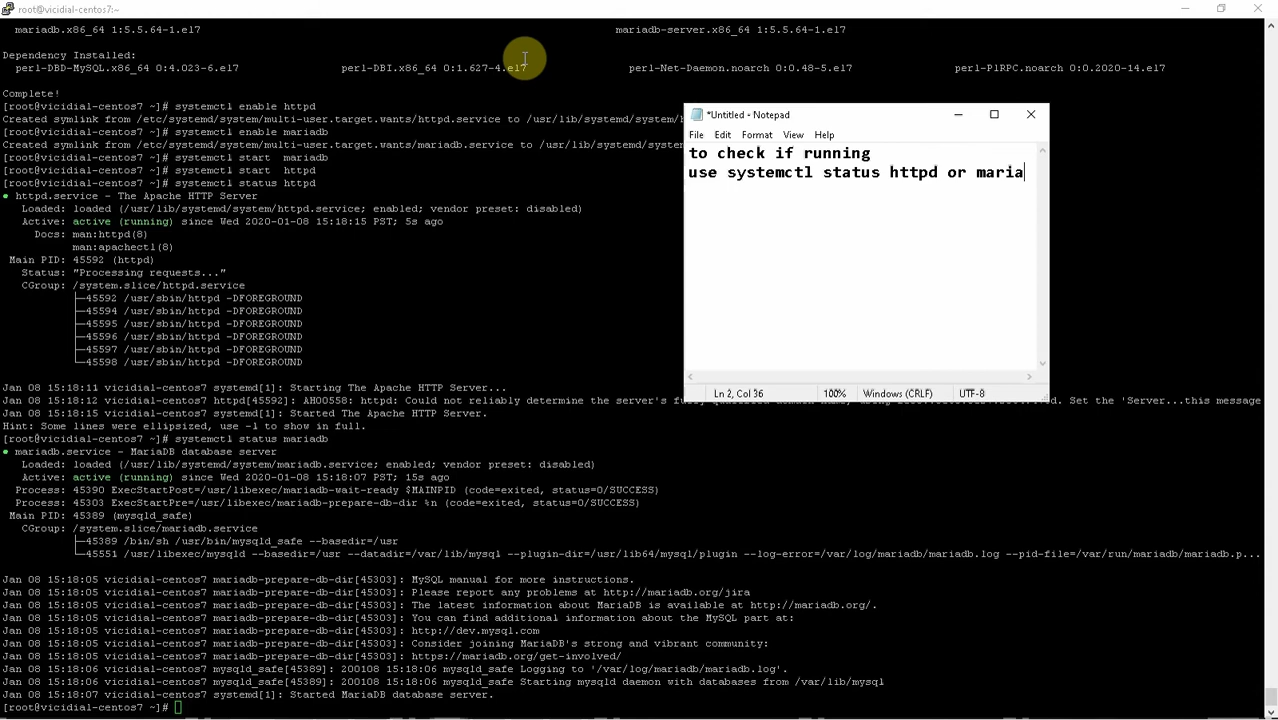 root@vicidial-centos7:~
mariadb.x86_64 1:5.5.64-1.el7 mariadb-server.x86_64 1:5.5.64-1.el7
Dependency Installed:
perl-DBD-MySQL.x86_64 0:4.023-6.el7 perl-DBI.x86_64 0:1.627-4.el7 perl-Net-Daemon.noarch 0:0.48-5.el7 perl-PlRPC.noarch 0:0.2020-14.el7
Complete!
[root@vicidial-centos7 ~]# systemctl enable httpd
Created symlink from /etc/systemd/system/multi-user.target.wants/httpd.service to /usr/lib/systemd/system/
[root@vicidial-centos7 ~]# systemctl enable mariadb
Created symlink from /etc/systemd/system/multi-user.target.wants/mariadb.service to /usr/lib/systemd/
[root@vicidial-centos7 ~]# systemctl start  mariadb
[root@vicidial-centos7 ~]# systemctl start  httpd
[root@vicidial-centos7 ~]# systemctl status httpd
● httpd.service - The Apache HTTP Server
Loaded: loaded (/usr/lib/systemd/system/httpd.service; enabled; vendor preset: disabled)
Active: active (running) since Wed 2020-01-08 15:18:15 PST; 5s ago
Docs: man:httpd(8)
man:apachectl(8)
Main PID: 45592 (httpd)
Status: "Processing requests..."
CGroup: /system.slice/httpd.service
├─45592 /usr/sbin/httpd -DFOREGROUND
├─45594 /usr/sbin/httpd -DFOREGROUND
├─45595 /usr/sbin/httpd -DFOREGROUND
├─45596 /usr/sbin/httpd -DFOREGROUND
├─45597 /usr/sbin/httpd -DFOREGROUND
└─45598 /usr/sbin/httpd -DFOREGROUND
Jan 08 15:18:11 vicidial-centos7 systemd[1]: Starting The Apache HTTP Server...
Jan 08 15:18:12 vicidial-centos7 httpd[45592]: AH00558: httpd: Could not reliably determine the server's Set the 'Server...this message
Jan 08 15:18:15 vicidial-centos7 systemd[1]: Started The Apache HTTP Server.
Hint: Some lines were ellipsized, use -l to show in full.
[root@vicidial-centos7 ~]# systemctl status mariadb
● mariadb.service - MariaDB database server
Loaded: loaded (/usr/lib/systemd/system/mariadb.service; enabled; vendor preset: disabled)
Active: active (running) since Wed 2020-01-08 15:18:07 PST; 15s ago
Process: 45390 ExecStartPost=/usr/libexec/mariadb-wait-ready $MAINPID (code=exited, status=0/SUCCESS)
Process: 45303 ExecStartPre=/usr/libexec/mariadb-prepare-db-dir %n (code=exited, status=0/SUCCESS)
Main PID: 45389 (mysqld_safe)
CGroup: /system.slice/mariadb.service
├─45389 /bin/sh /usr/bin/mysqld_safe --basedir=/usr
└─45551 /usr/libexec/mysqld --basedir=/usr --datadir=/var/lib/mysql --plugin-dir=/usr/lib64/mysql/plugin --log-error=/var/log/mariadb/mariadb.log --pid-file=/var/run/mariadb/mariadb.p...
Jan 08 15:18:05 vicidial-centos7 mariadb-prepare-db-dir[45303]: MySQL manual for more instructions.
Jan 08 15:18:05 vicidial-centos7 mariadb-prepare-db-dir[45303]: Please report any problems at http://mariadb.org/jira
Jan 08 15:18:05 vicidial-centos7 mariadb-prepare-db-dir[45303]: The latest information about MariaDB is available at http://mariadb.org/.
Jan 08 15:18:05 vicidial-centos7 mariadb-prepare-db-dir[45303]: You can find additional information about the MySQL part at:
Jan 08 15:18:05 vicidial-centos7 mariadb-prepare-db-dir[45303]: http://dev.mysql.com
Jan 08 15:18:05 vicidial-centos7 mariadb-prepare-db-dir[45303]: Consider joining MariaDB's strong and vibrant community:
Jan 08 15:18:05 vicidial-centos7 mariadb-prepare-db-dir[45303]: https://mariadb.org/get-involved/
Jan 08 15:18:06 vicidial-centos7 mysqld_safe[45389]: 200108 15:18:06 mysqld_safe Logging to '/var/log/mariadb/mariadb.log'.
Jan 08 15:18:06 vicidial-centos7 mysqld_safe[45389]: 200108 15:18:06 mysqld_safe Starting mysqld daemon with databases from /var/lib/mysql
Jan 08 15:18:07 vicidial-centos7 systemd[1]: Started MariaDB database server.
[root@vicidial-centos7 ~]#
*Untitled - Notepad
File Edit Format View Help
to check if running
use systemctl status httpd or maria
Ln 2, Col 36 100% Windows (CRLF) UTF-8